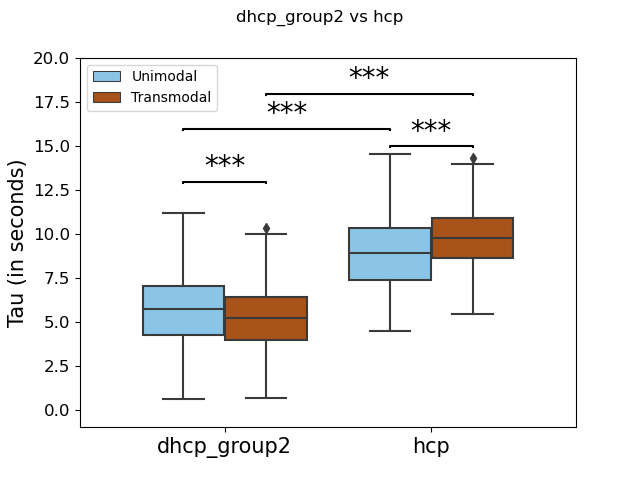 dhcp_group2 vs hcp
Unimodal
Transmodal
***
***
***
***
Tau (in seconds)
20.0
17.5
15.0
12.5
10.0
7.5
5.0
2.5
0.0
dhcp_group2
hcp